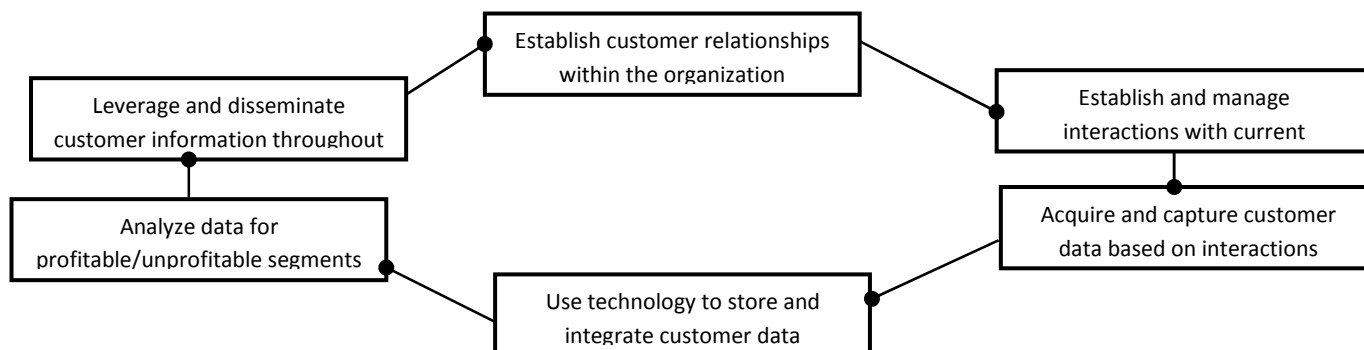 Establish customer relationships
within the organization
Leverage and disseminate
customer information throughout
Establish and manage
interactions with current
Analyze data for
profitable/unprofitable segments
Acquire and capture customer
data based on interactions
Use technology to store and
integrate customer data